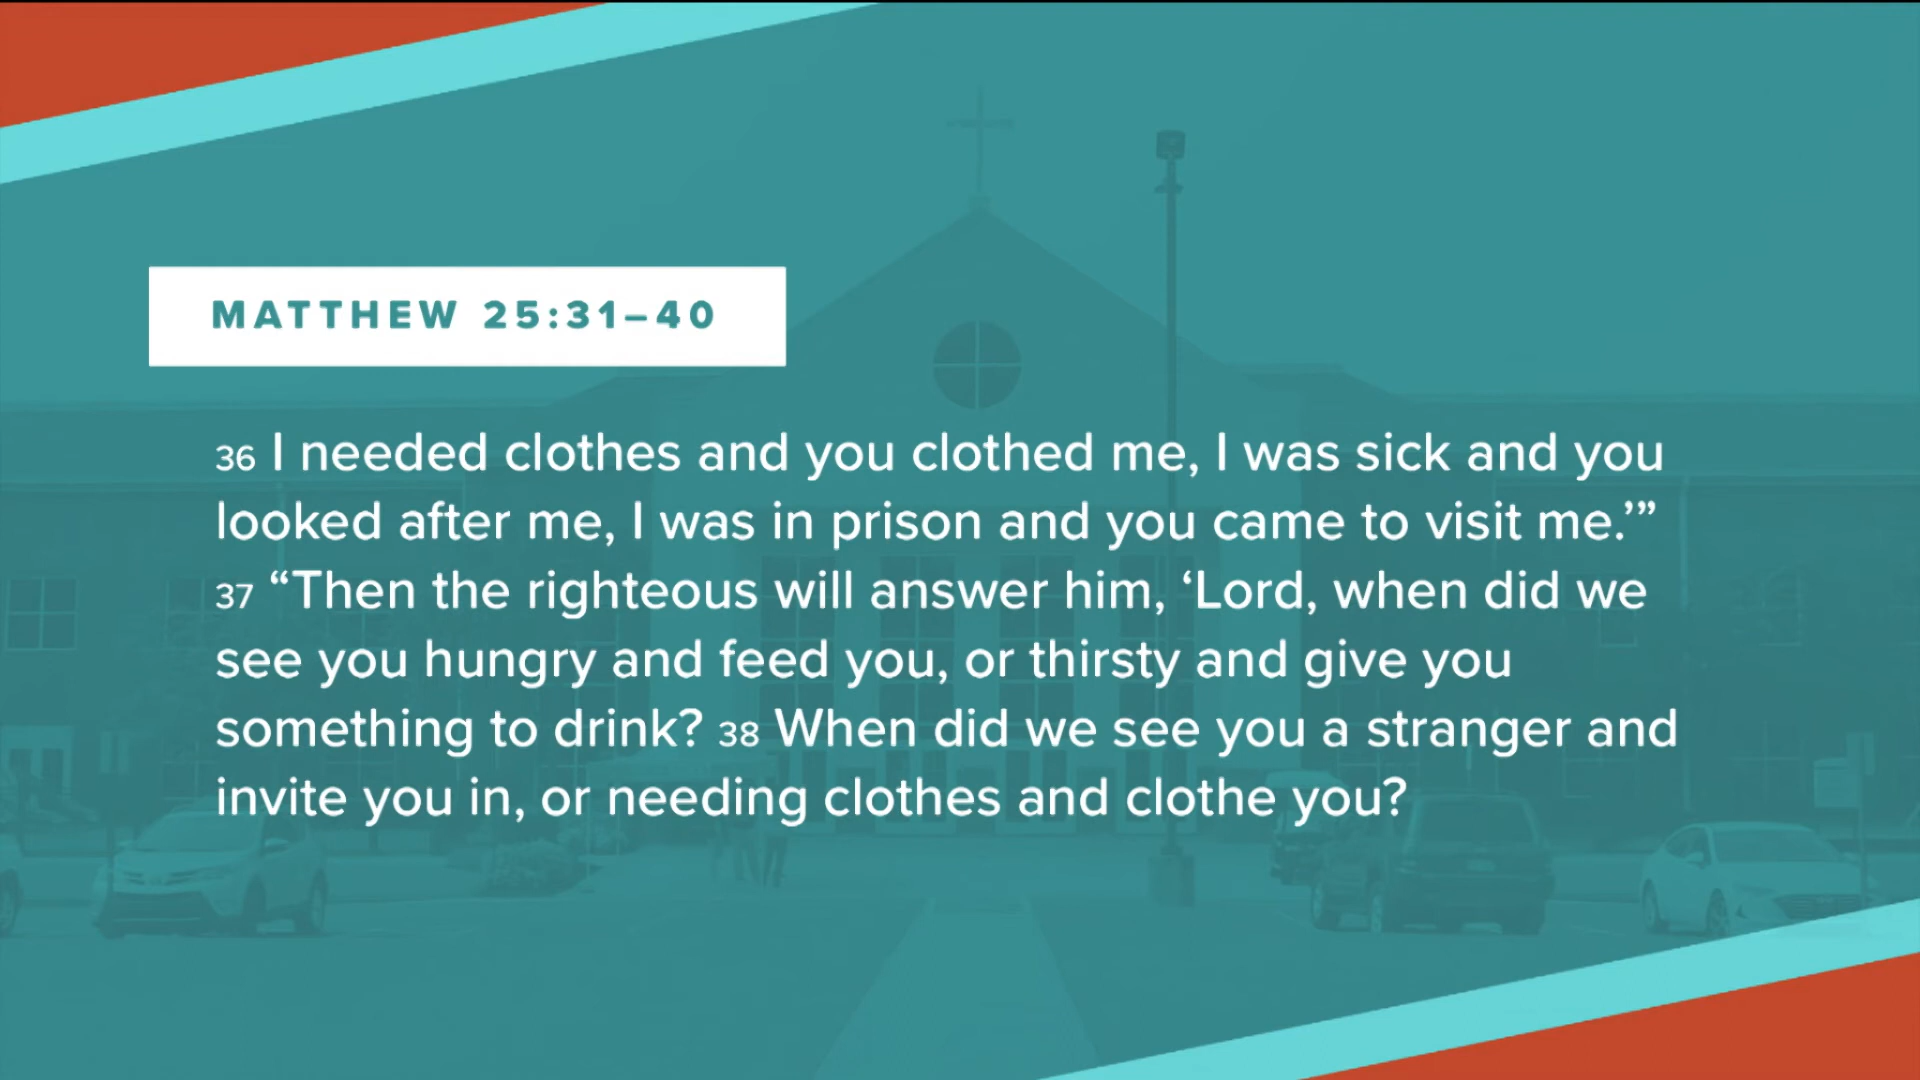 MATTHEW 25:31–40
36 I needed clothes and you clothed me, I was sick and you
looked after me, I was in prison and you came to visit me.’”
37 “Then the righteous will answer him, ‘Lord, when did we
see you hungry and feed you, or thirsty and give you
something to drink? 38 When did we see you a stranger and
invite you in, or needing clothes and clothe you?